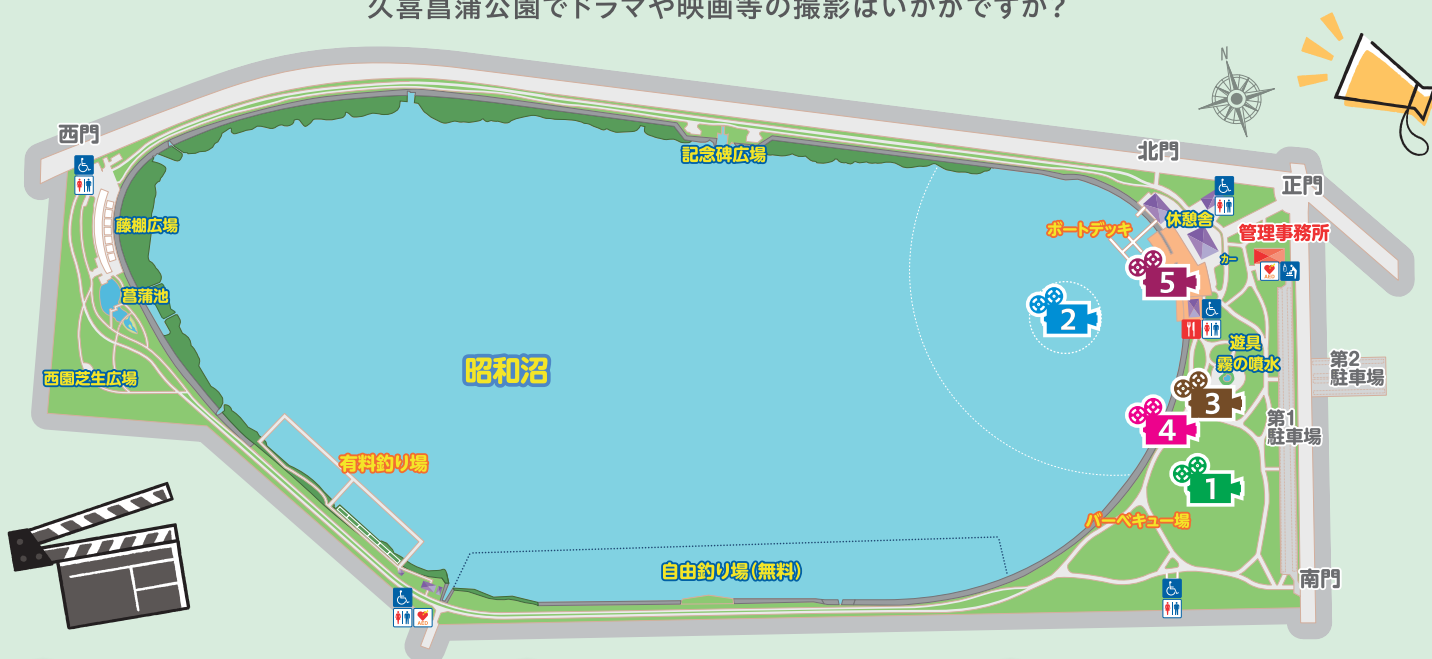 久喜菖蒲公園でドラマや映画等の撮影はいかがですか?
N
西門
北門
正門
記念碑広場
藤棚広場
休憩舎
ボートデッキ
管理事務所
カー
AED
5
菖蒲池
2
遊具
霧の噴水
第2
駐車場
昭和沼
西園芝生広場
3
第1
駐車場
4
有料釣り場
1
バーベキュー場
自由釣り場(無料)
南門
AED